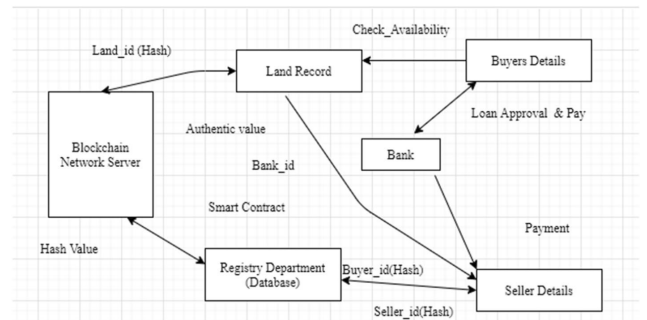 Check_Availability
Land_id (Hash)
Land Record
Buyers Details
Loan Approval & Pay
Authentic value
Blockchain
Network Server
Bank
Bank_id
Smart Contract
Payment
Hash Value
Registry Department
(Database)
Buyer_id(Hash)
Seller Details
Seller_id(Hash)